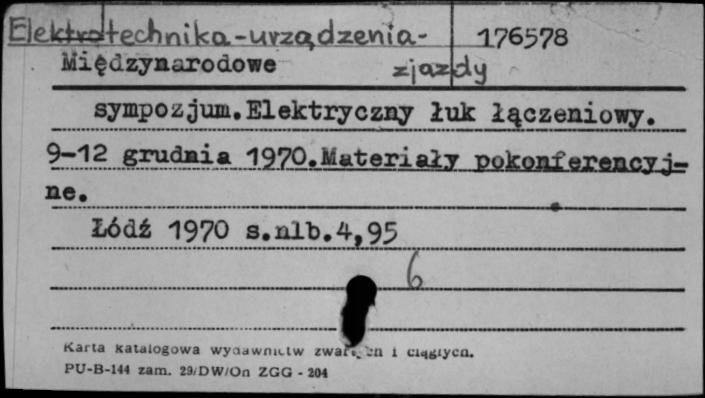 Elektrotechnika-urządzenia- 176578
Międzynarodowe zjazdy
sympozjum.Elektryczny łuk łączeniowy.
9-12 grudnia 1970.Materiały pokonferencyj=
ne.
Łódź 1970 s.nlb.4,95
6
Karta katalogowa wydawnictw zwartych i ciągłych.
PU-B-144 zam. 29/DW/On ZGG - 204